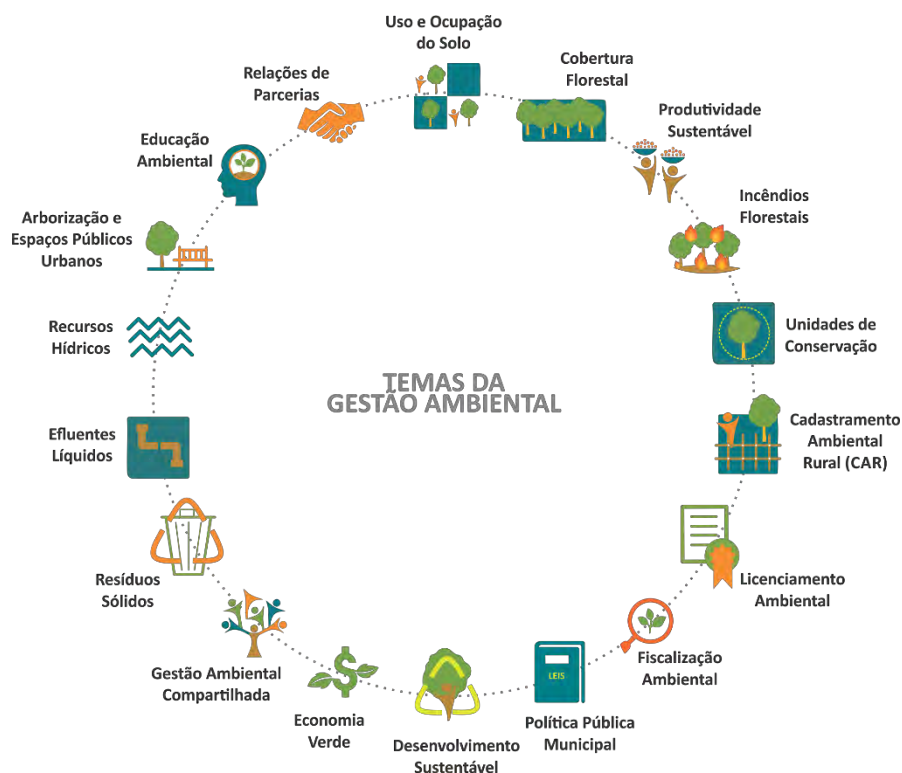 Uso e Ocupação
do Solo
Cobertura
Florestal
Produtividade
Sustentável
Incêndios
Florestais
Unidades de
Conservação
Cadastramento
Ambiental
Rural (CAR)
Licenciamento
Ambiental
Fiscalização
Ambiental
LEIS
Política Pública
Municipal
Desenvolvimento
Sustentável
Economia
Verde
Gestão Ambiental
Compartilhada
Resíduos
Sólidos
Efluentes
Líquidos
Recursos
Hídricos
Arborização e
Espaços Públicos
Urbanos
Educação
Ambiental
Relações de
Parcerias
TEMAS DA
GESTÃO AMBIENTAL